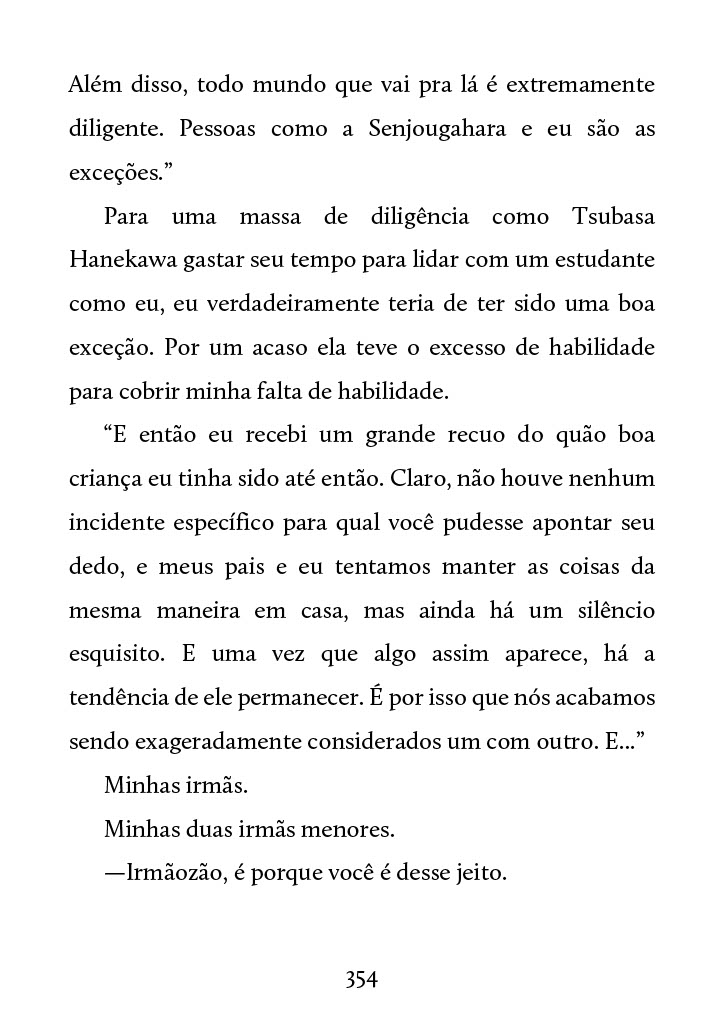 Além disso, todo mundo que vai pra lá é extremamente
diligente. Pessoas como a Senjougahara e eu são as
exceções.”
Para uma massa de diligência como Tsubasa
Hanekawa gastar seu tempo para lidar com um estudante
como eu, eu verdadeiramente teria de ter sido uma boa
exceção. Por um acaso ela teve o excesso de habilidade
para cobrir minha falta de habilidade.
“E então eu recebi um grande recuo do quão boa
criança eu tinha sido até então. Claro, não houve nenhum
incidente específico para qual você pudesse apontar seu
dedo, e meus pais e eu tentamos manter as coisas da
mesma maneira em casa, mas ainda há um silêncio
esquisito. E uma vez que algo assim aparece, há a
tendência de ele permanecer. É por isso que nós acabamos
sendo exageradamente considerados um com outro. E...”
Minhas irmãs.
Minhas duas irmãs menores.
—Irmãozão, é porque você é desse jeito.
354